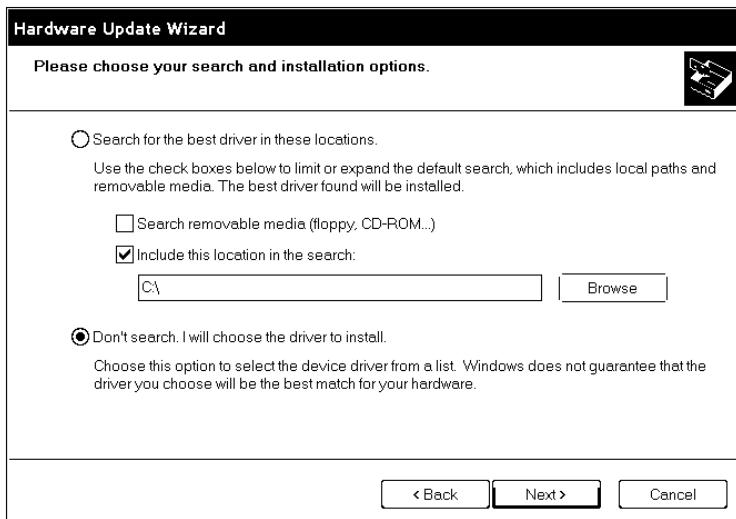 Hardware Update Wizard
Please choose your search and installation options.
Search for the best driver in these locations.
Use the check boxes below to limit or expand the default search, which includes local paths and
removable media. The best driver found will be installed.
Search removable media (floppy, CD-ROM...)
Include this location in the search:
C:\
Browse
Don't search. I will choose the driver to install.
Choose this option to select the device driver from a list. Windows does not guarantee that the
driver you choose will be the best match for your hardware.
< Back
Next >
Cancel